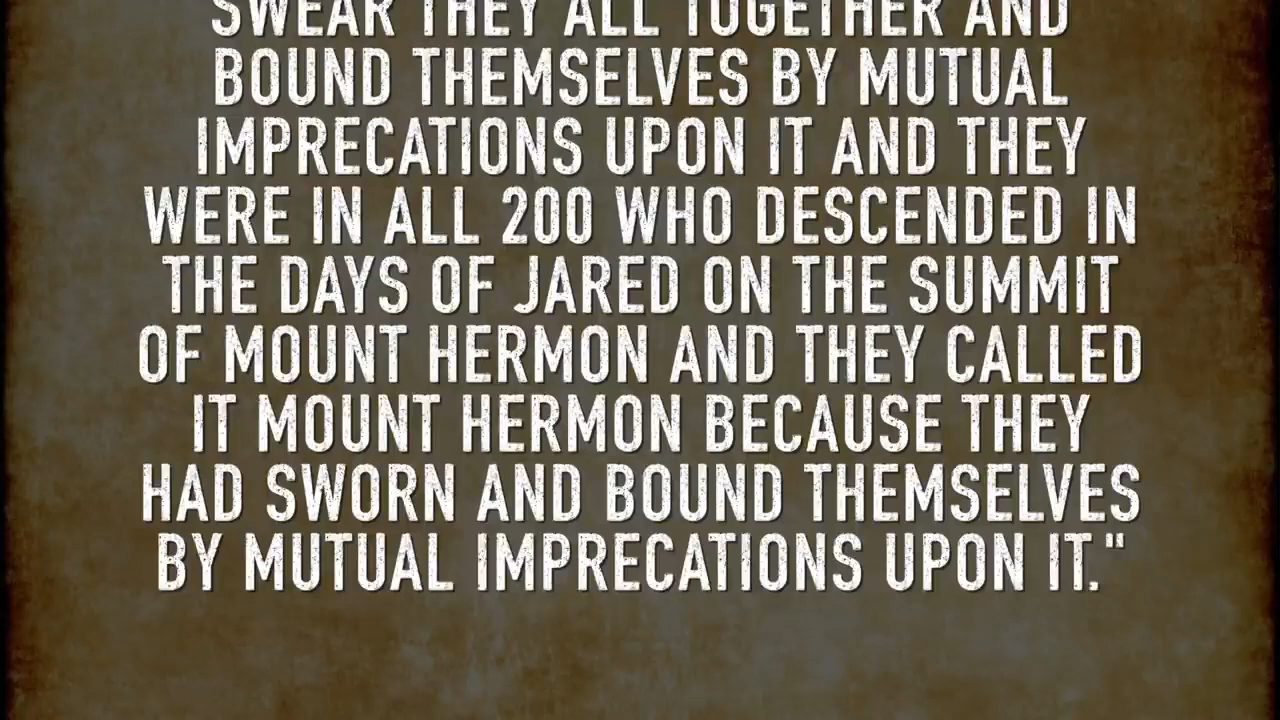 SWEAR THEY ALL TOGETHER AND
BOUND THEMSELVES BY MUTUAL
IMPRECATIONS UPON IT AND THEY
WERE IN ALL 200 WHO DESCENDED IN
THE DAYS OF JARED ON THE SUMMIT
OF MOUNT HERMON AND THEY CALLED
IT MOUNT HERMON BECAUSE THEY
HAD SWORN AND BOUND THEMSELVES
BY MUTUAL IMPRECATIONS UPON IT."